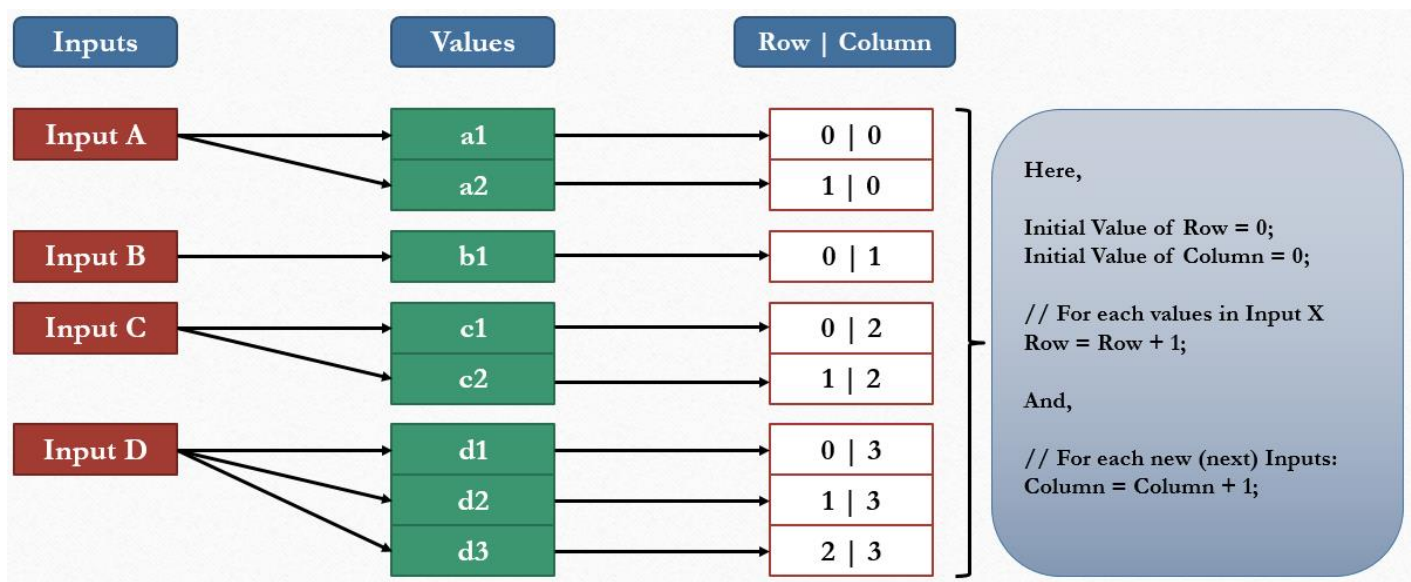 Inputs Values Row | Column
Input A a1 0 | 0
a2 1 | 0
Input B b1 0 | 1
Input C c1 0 | 2
c2 1 | 2
Input D d1 0 | 3
d2 1 | 3
d3 2 | 3
Here,
Initial Value of Row = 0;
Initial Value of Column = 0;
// For each values in Input X
Row = Row + 1;
And,
// For each new (next) Inputs:
Column = Column + 1;